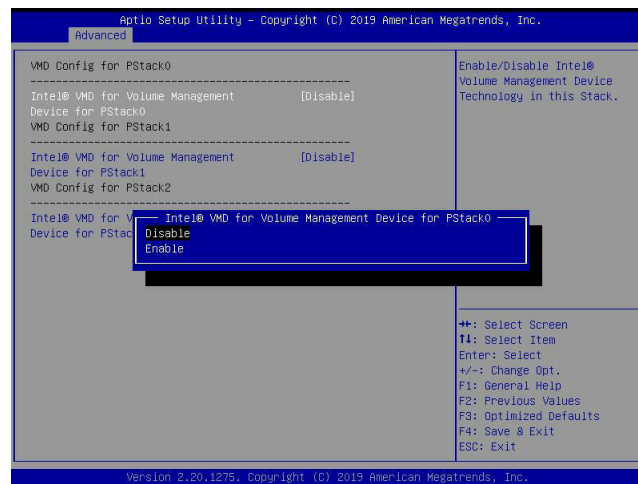 Aptio Setup Utility – Copyright (C) 2019 American Megatrends, Inc.
Advanced
VMD Config for PStack0
Intel® VMD for Volume Management [Disable]
Device for PStack0
VMD Config for PStack1
Intel® VMD for Volume Management [Disable]
Device for PStack1
VMD Config for PStack2
Intel® VMD for V
Device for PStac
Intel® VMD for Volume Management Device for PStack0
Disable
Enable
Enable/Disable Intel®
Volume Management Device
Technology in this Stack.
→←: Select Screen
↑↓: Select Item
Enter: Select
+/-: Change Opt.
F1: General Help
F2: Previous Values
F3: Optimized Defaults
F4: Save & Exit
ESC: Exit
Version 2.20.1275. Copyright (C) 2019 American Megatrends, Inc.